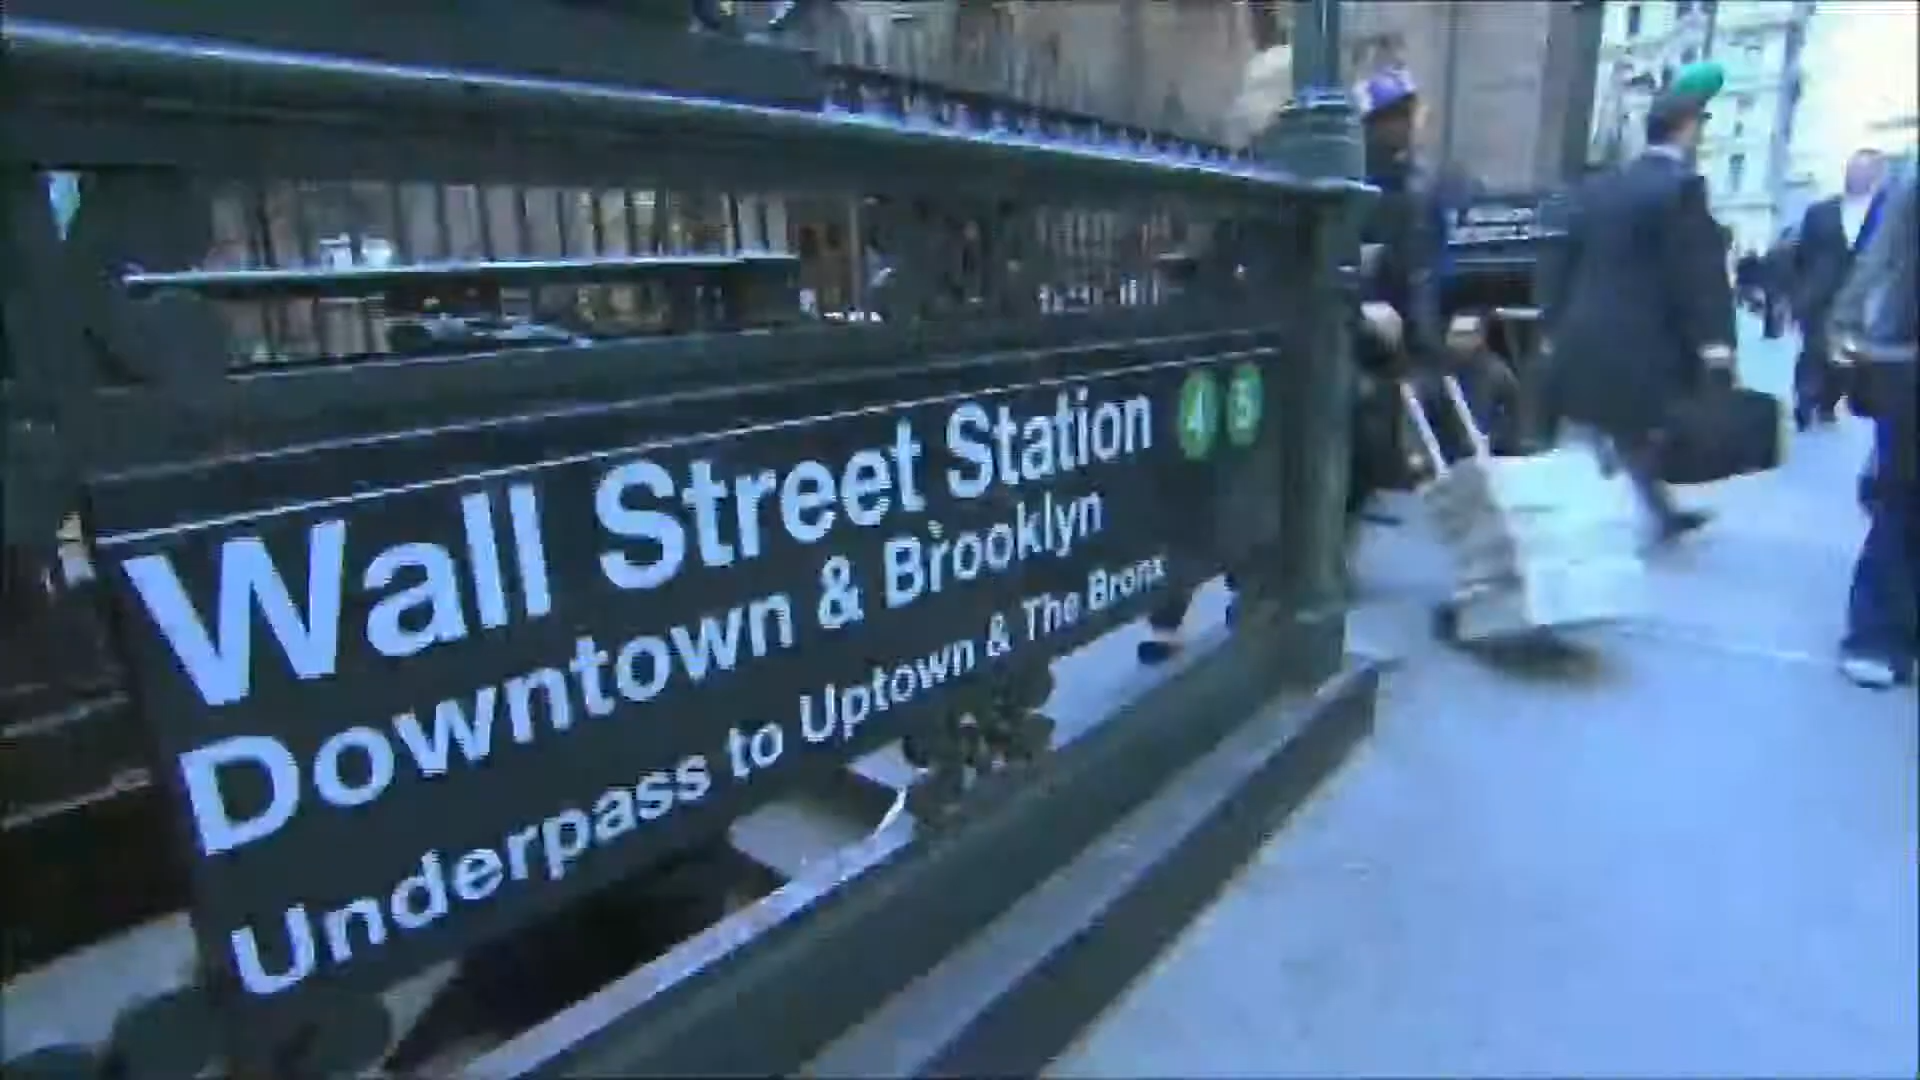 Wall Street Station 4 5
Downtown & Brooklyn
Underpass to Uptown & The Bronx